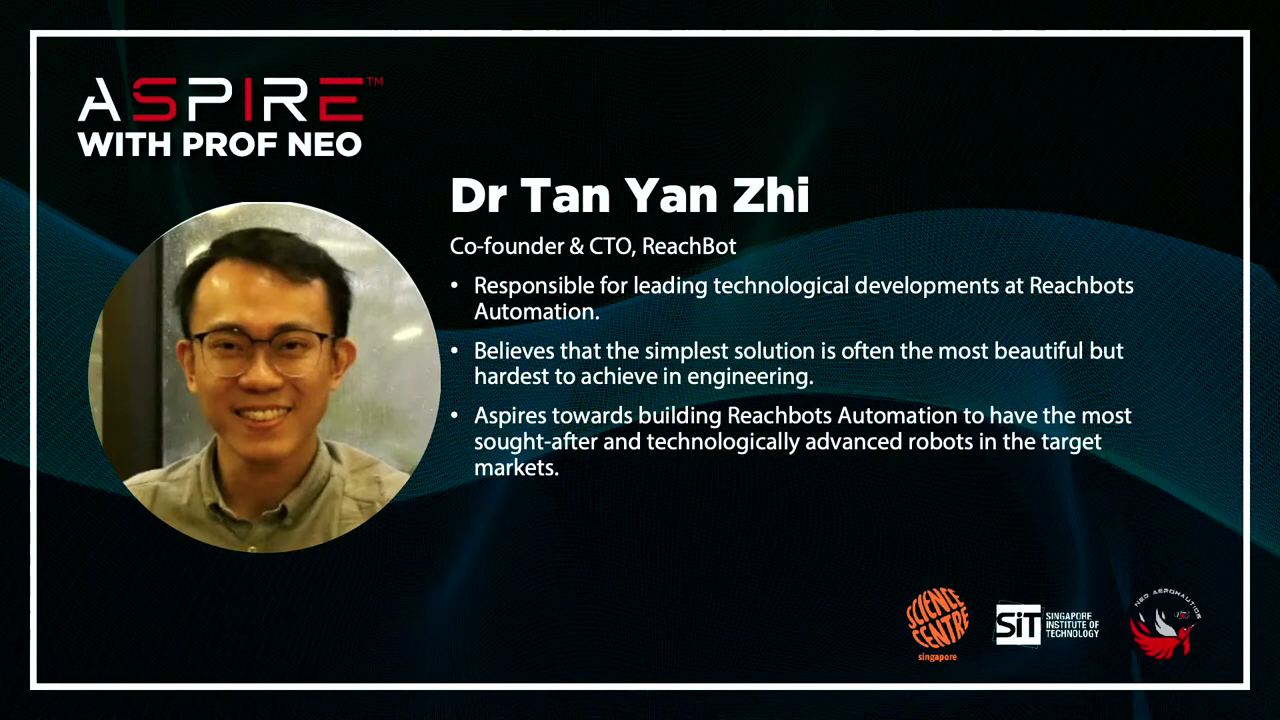 ASPIRE™
WITH PROF NEO
Dr Tan Yan Zhi
Co-founder & CTO, ReachBot
• Responsible for leading technological developments at Reachbots
Automation.
• Believes that the simplest solution is often the most beautiful but
hardest to achieve in engineering.
• Aspires towards building Reachbots Automation to have the most
sought-after and technologically advanced robots in the target
markets.
SCIENCE
CENTRE
singapore
SiT
SINGAPORE
INSTITUTE OF
TECHNOLOGY
NEO AERONAUTICS